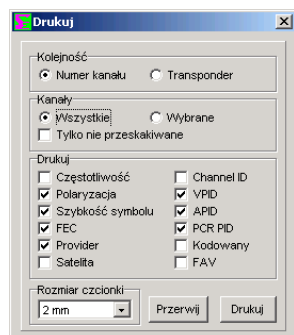 Drukuj
Kolejność
Numer kanału Transponder
Kanały
Wszystkie Wybrane
Tylko nie przeskakiwane
Drukuj
Częstotliwość Channel ID
Polaryzacja VPID
Szybkość symbolu APID
FEC PCR PID
Provider Kodowany
Satelita FAV
Rozmiar czcionki
2 mm Przerwij Drukuj